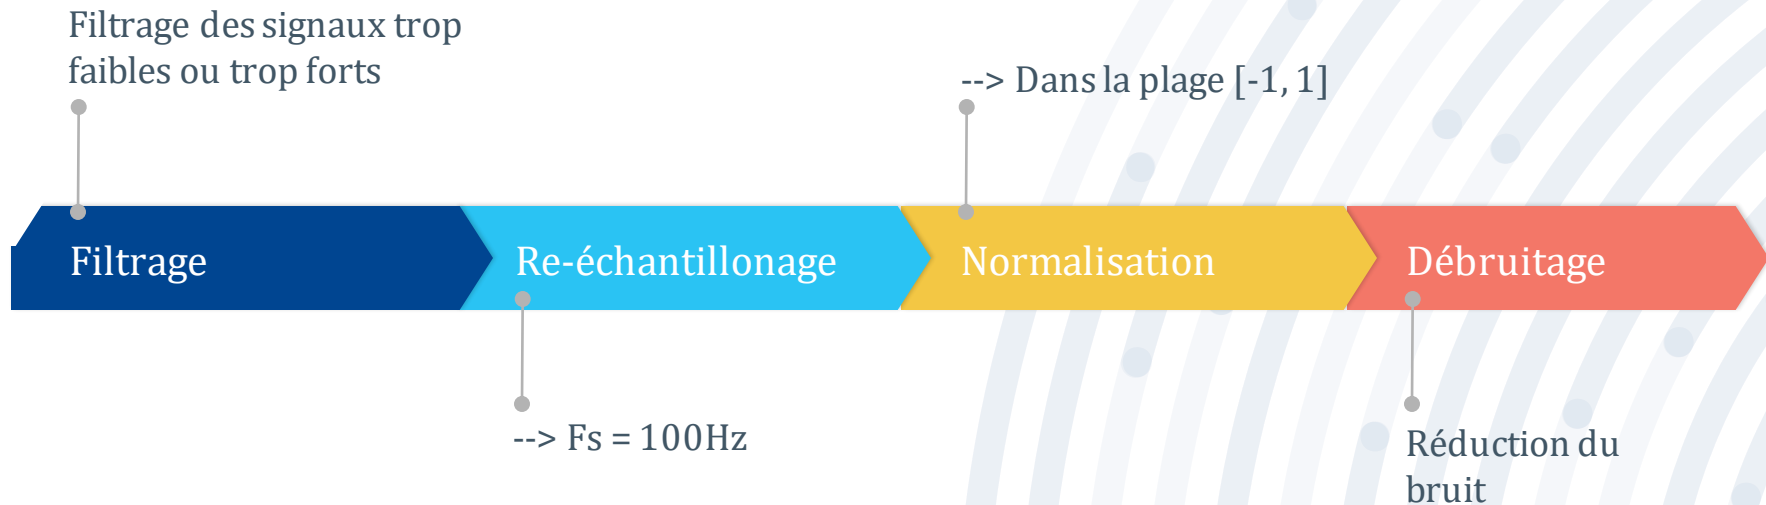 Filtrage des signaux trop
faibles ou trop forts
--> Dans la plage [-1, 1]
Filtrage
Re-échantillonage
Normalisation
Débruitage
--> Fs = 100Hz
Réduction du
bruit